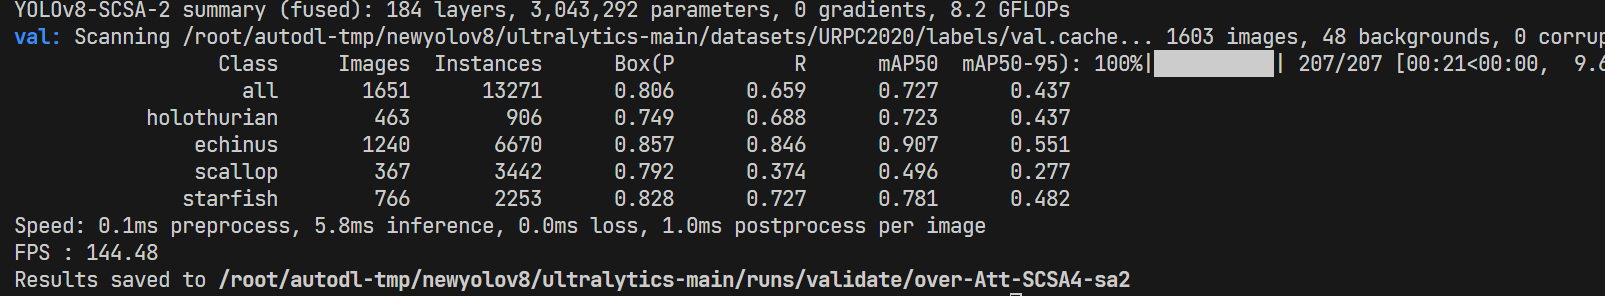 YOLOv8-SCSA-2 summary (fused): 184 layers, 3,043,292 parameters, 0 gradients, 8.2 GFLOPs
val: Scanning /root/autodl-tmp/newyolov8/ultralytics-main/datasets/URPC2020/labels/val.cache... 1603 images, 48 backgrounds, 0 corrup
Class Images Instances Box(P R mAP50 mAP50-95): 100%| | 207/207 [00:21<00:00, 9.6
all 1651 13271 0.806 0.659 0.727 0.437
holothurian 463 906 0.749 0.688 0.723 0.437
echinus 1240 6670 0.857 0.846 0.907 0.551
scallop 367 3442 0.792 0.374 0.496 0.277
starfish 766 2253 0.828 0.727 0.781 0.482
Speed: 0.1ms preprocess, 5.8ms inference, 0.0ms loss, 1.0ms postprocess per image
FPS : 144.48
Results saved to /root/autodl-tmp/newyolov8/ultralytics-main/runs/validate/over-Att-SCSA4-sa2